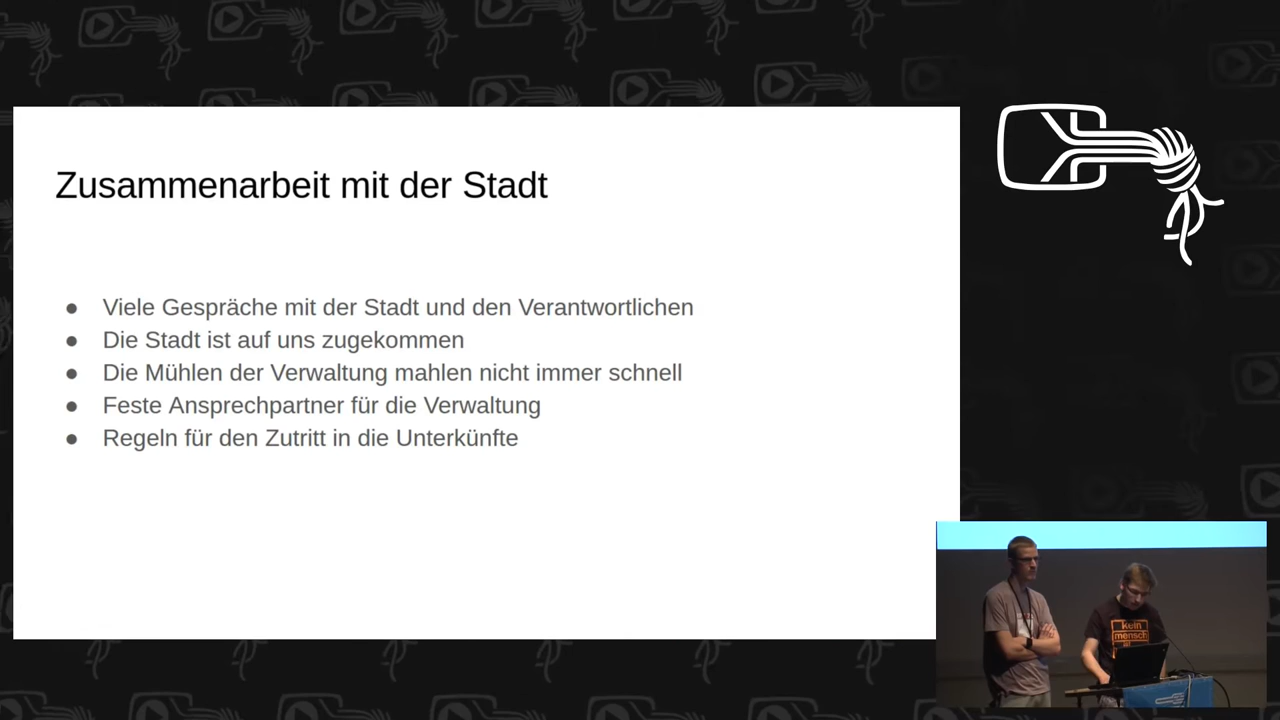 Zusammenarbeit mit der Stadt
● Viele Gespräche mit der Stadt und den Verantwortlichen
● Die Stadt ist auf uns zugekommen
● Die Mühlen der Verwaltung mahlen nicht immer schnell
● Feste Ansprechpartner für die Verwaltung
● Regeln für den Zutritt in die Unterkünfte
kein
mensch